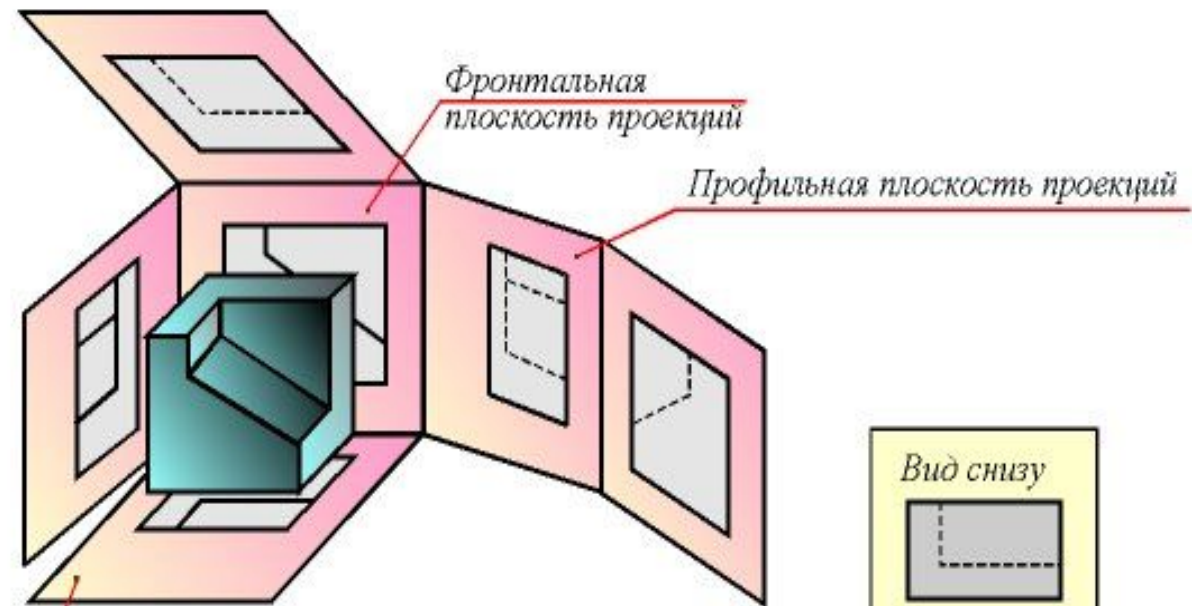 Фронтальная
плоскость проекций
Профильная плоскость проекций
Вид снизу